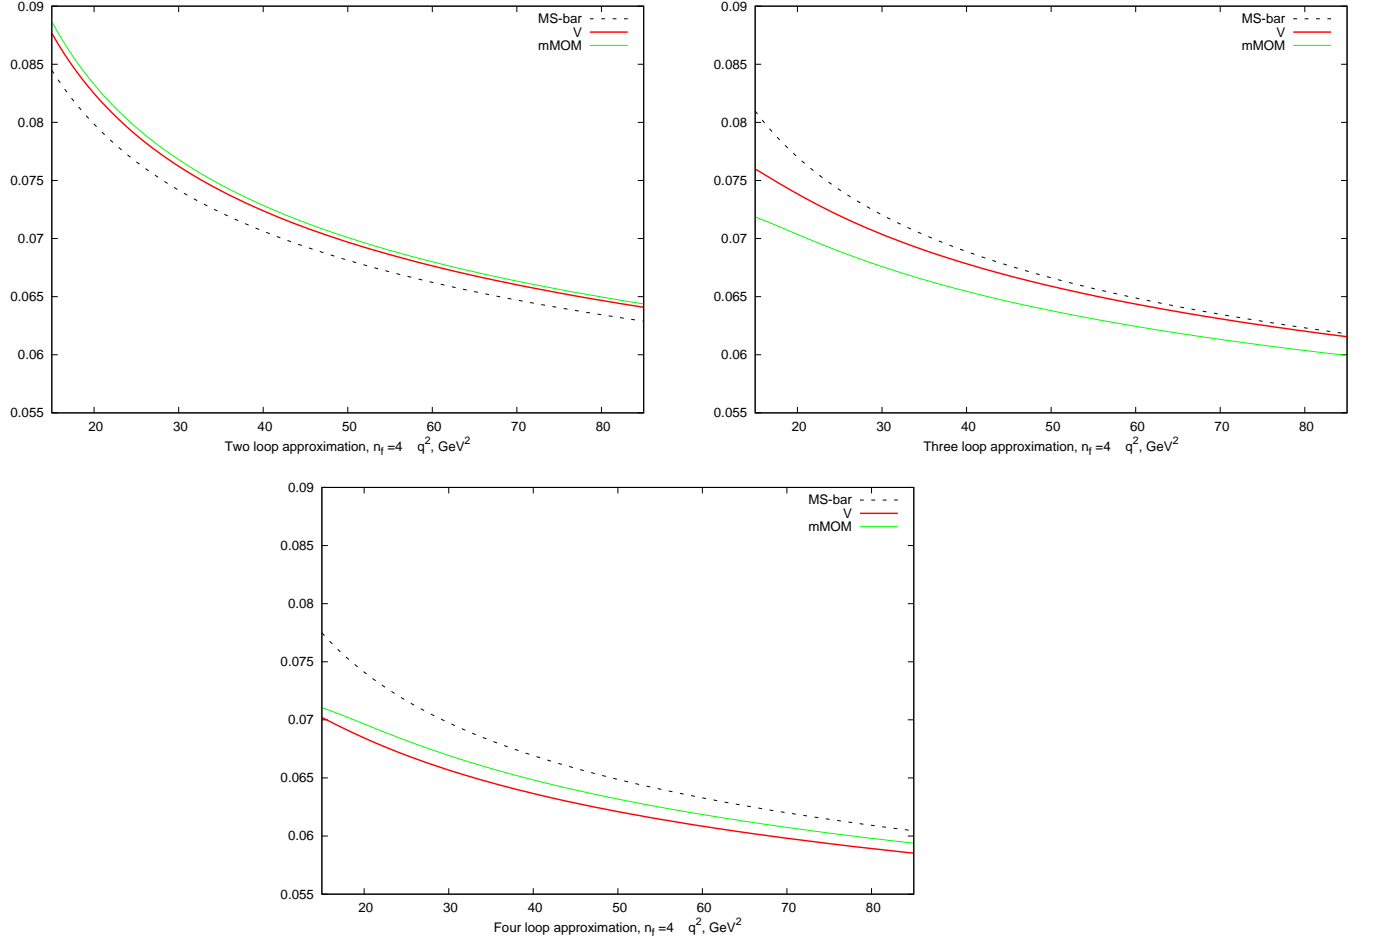 0.09
0.085
0.08
0.075
0.07
0.065
0.06
0.055
20 30 40 50 60 70 80
MS-bar
V
mMOM
Two loop approximation, n_f =4 q^2, GeV^2
0.09
0.085
0.08
0.075
0.07
0.065
0.06
0.055
20 30 40 50 60 70 80
MS-bar
V
mMOM
Three loop approximation, n_f =4 q^2, GeV^2
0.09
0.085
0.08
0.075
0.07
0.065
0.06
0.055
20 30 40 50 60 70 80
MS-bar
V
mMOM
Four loop approximation, n_f =4 q^2, GeV^2